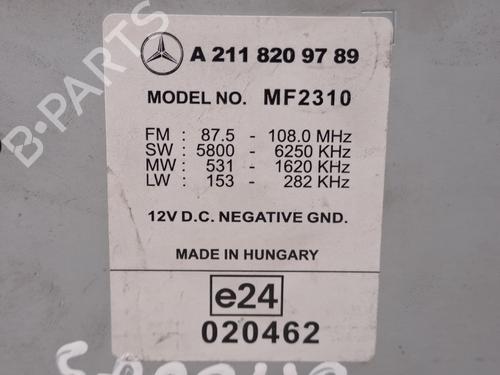 A 211 820 97 89
MODEL NO. MF2310
FM : 87.5 - 108.0 MHz
SW : 5800 - 6250 KHz
MW : 531 - 1620 KHz
LW : 153 - 282 KHz
12V D.C. NEGATIVE GND.
MADE IN HUNGARY
e24
020462